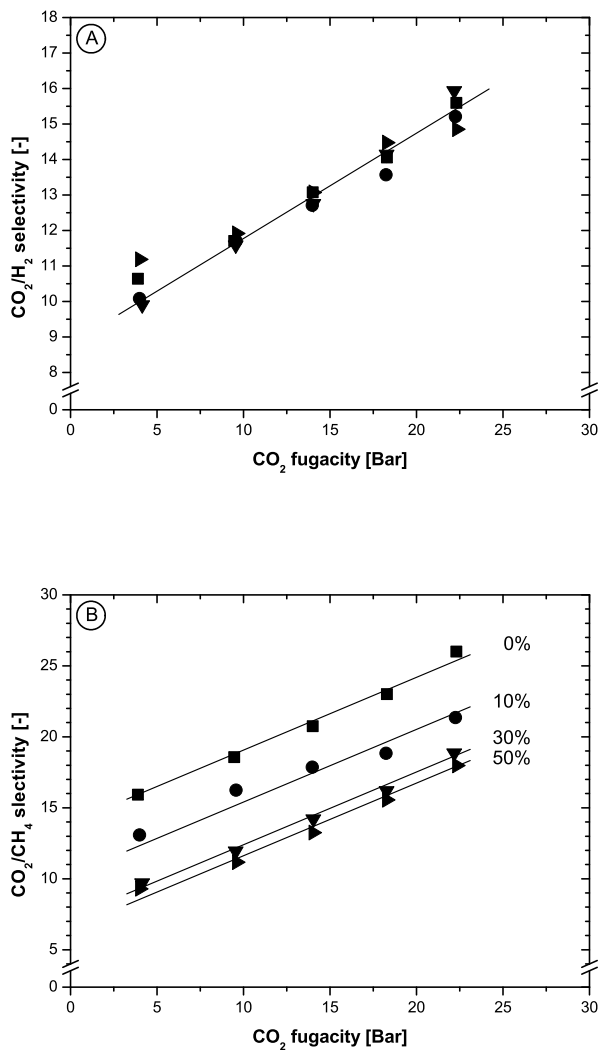 A
18
17
16
15
14
13
12
11
10
9
8
0
CO2/H2 selectivity [-]
0 5 10 15 20 25 30
CO2 fugacity [Bar]
B
30
25
20
15
10
5
0
CO2/CH4 slectivity [-]
0%
10%
30%
50%
0 5 10 15 20 25 30
CO2 fugacity [Bar]